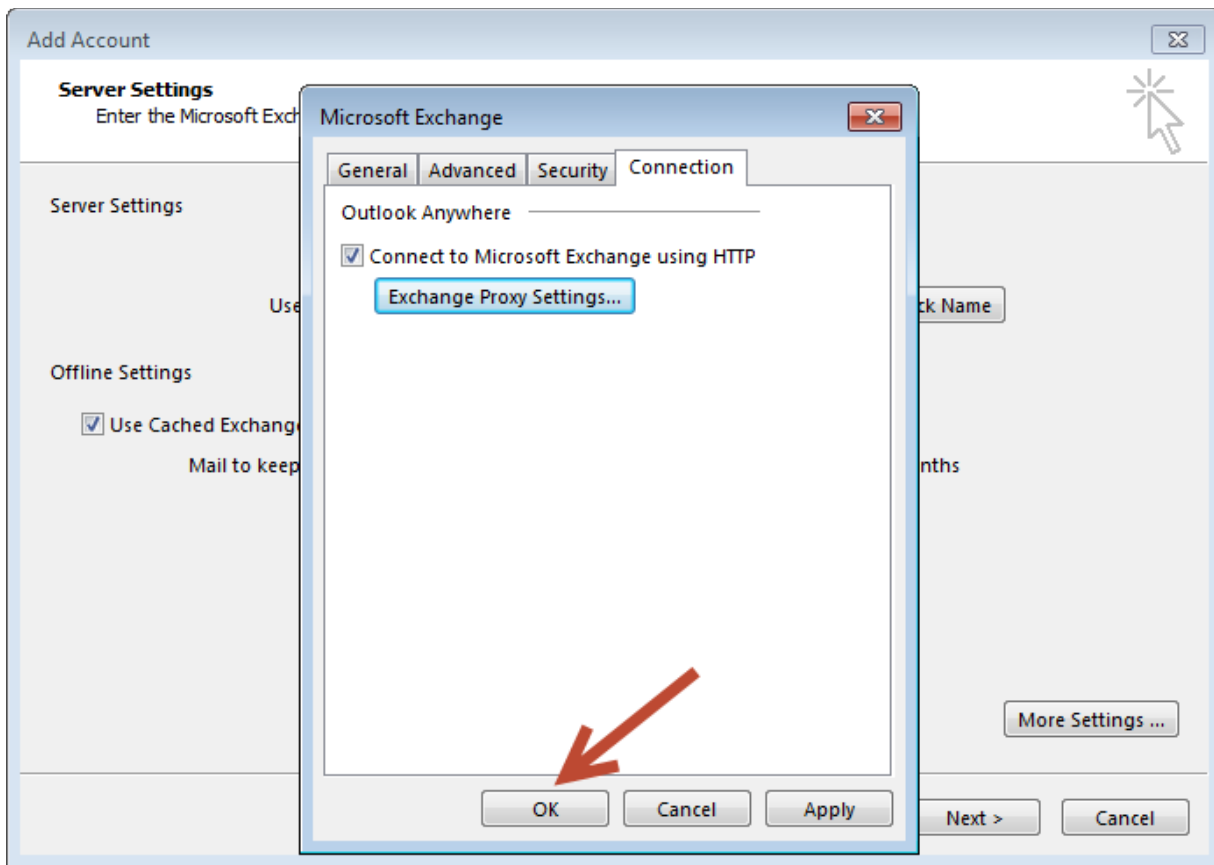 Add Account
Server Settings
Enter the Microsoft Exch
Microsoft Exchange
General Advanced Security Connection
Server Settings
Outlook Anywhere
Connect to Microsoft Exchange using HTTP
Exchange Proxy Settings...
Use
ck Name
Offline Settings
Use Cached Exchang
Mail to keep
nths
More Settings ...
OK Cancel Apply
Next > Cancel